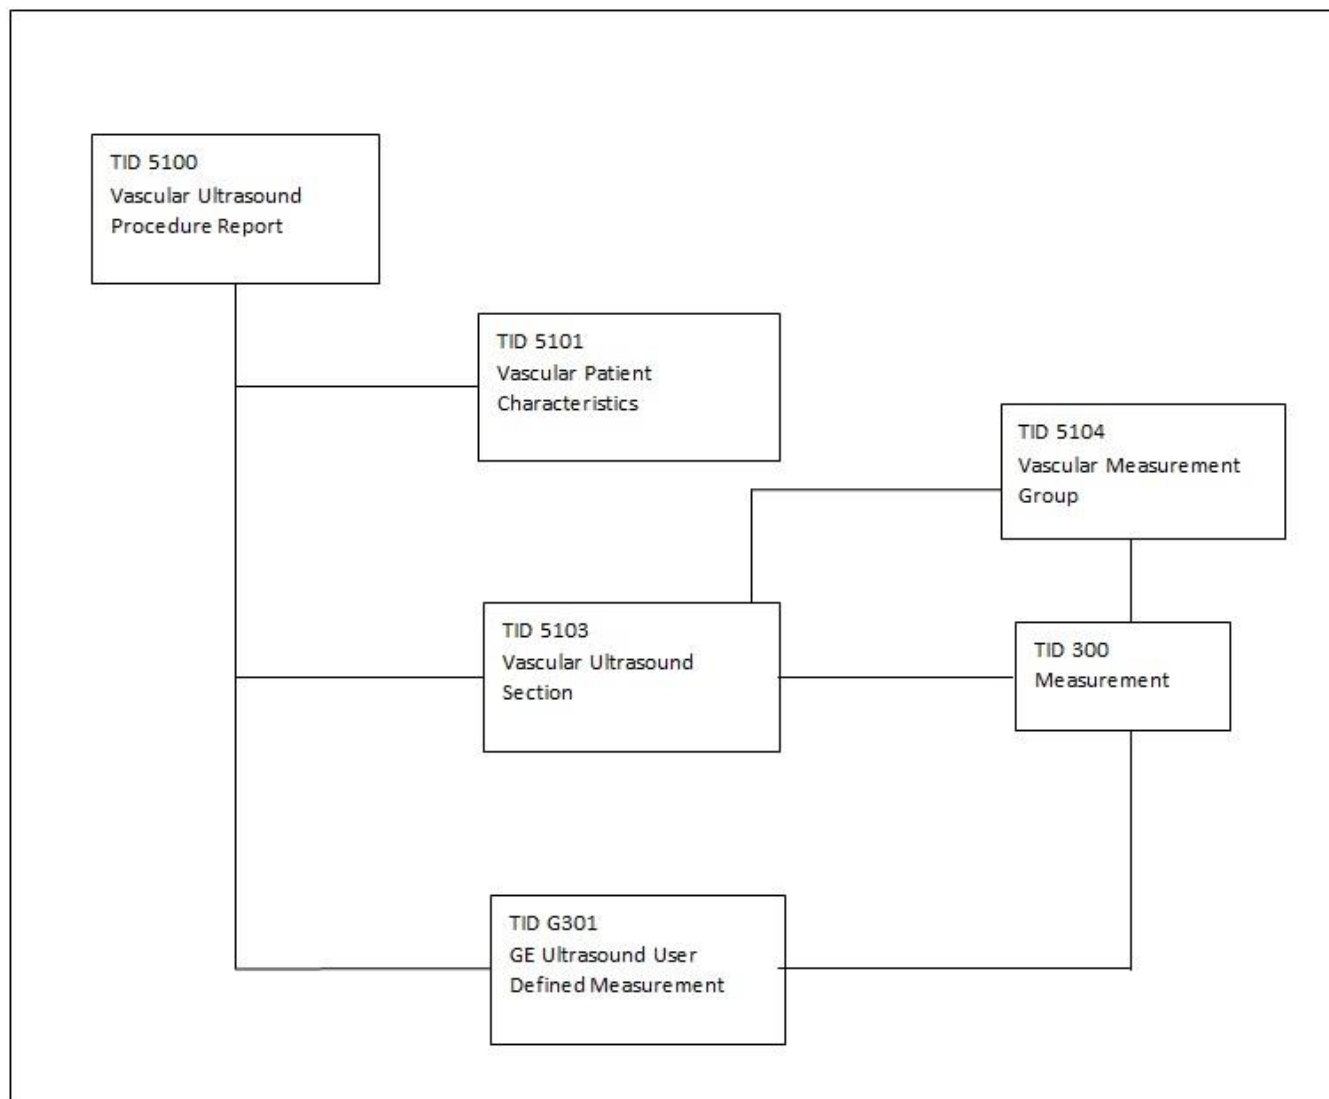 TID 5100
Vascular Ultrasound
Procedure Report
TID 5101
Vascular Patient
Characteristics
TID 5104
Vascular Measurement
Group
TID 5103
Vascular Ultrasound
Section
TID 300
Measurement
TID G301
GE Ultrasound User
Defined Measurement